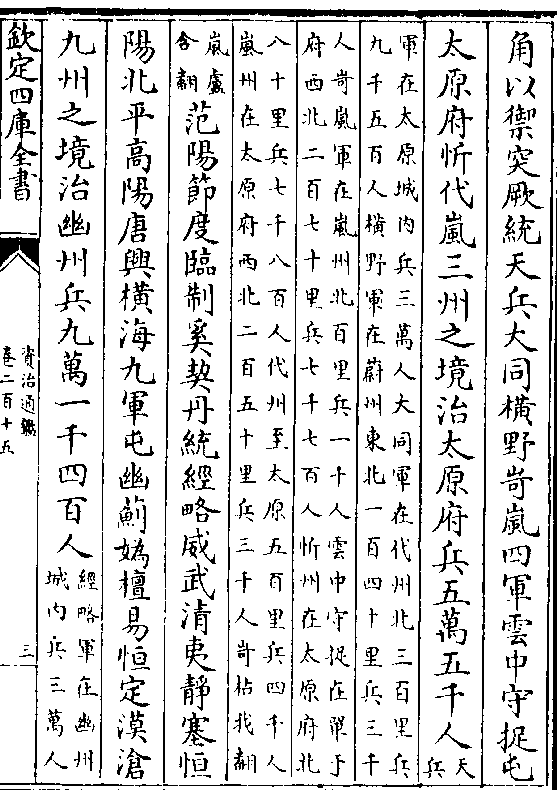 角以禦突厥統天兵大同橫野岢嵐四軍雲中守捉屯
太原府忻代嵐三州之境治太原府兵五萬五千人
天
兵
軍在太原城内兵三萬人大同軍在代州北三百里兵
九千五百人橫野軍在蔚州東北一百四十里兵三千
人岢嵐軍在嵐州北百里兵一千人雲中守捉在單于
府西北二百七十里兵七千七百人忻州在太原府北
八十里兵七千八百人代州至太原五百里兵四千人
嵐州在太原府西北二百五十里兵三千人岢枯我翻
嵐盧
含翻
范陽節度臨制奚契丹統經略威武清夷靜塞恒
陽北平高陽唐興橫海九軍屯幽薊媯檀易恒定漠滄
九州之境治幽州兵九萬一千四百人
經略軍在幽州
城内兵三萬人
欽定四庫全書
資治通鑑
卷二百十五
三